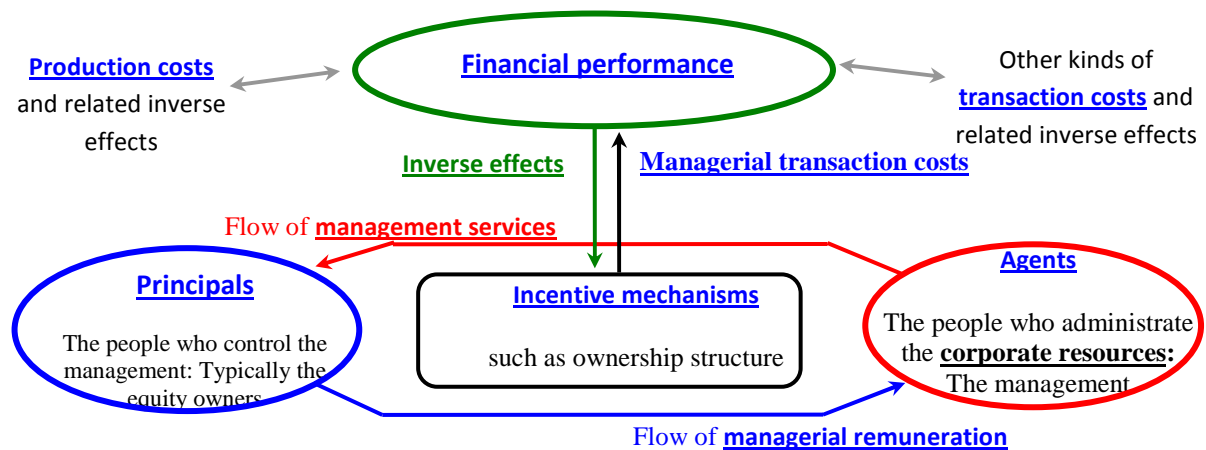 Financial performance
Production costs
and related inverse
effects
Other kinds of
transaction costs and
related inverse effects
Inverse effects
Managerial transaction costs
Flow of management services
Principals
The people who control the
management: Typically the
equity owners
Incentive mechanisms
such as ownership structure
Agents
The people who administrate
the corporate resources:
The management
Flow of managerial remuneration